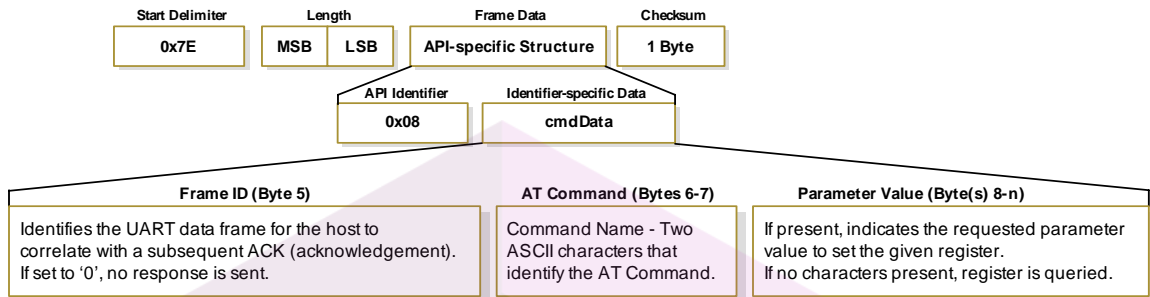 Start Delimiter Length Frame Data Checksum
0x7E MSB LSB API-specific Structure 1 Byte
API Identifier Identifier-specific Data
0x08 cmdData
Frame ID (Byte 5) AT Command (Bytes 6-7) Parameter Value (Byte(s) 8-n)
Identifies the UART data frame for the host to
correlate with a subsequent ACK (acknowledgement).
If set to ‘0’, no response is sent.
Command Name - Two
ASCII characters that
identify the AT Command.
If present, indicates the requested parameter
value to set the given register.
If no characters present, register is queried.